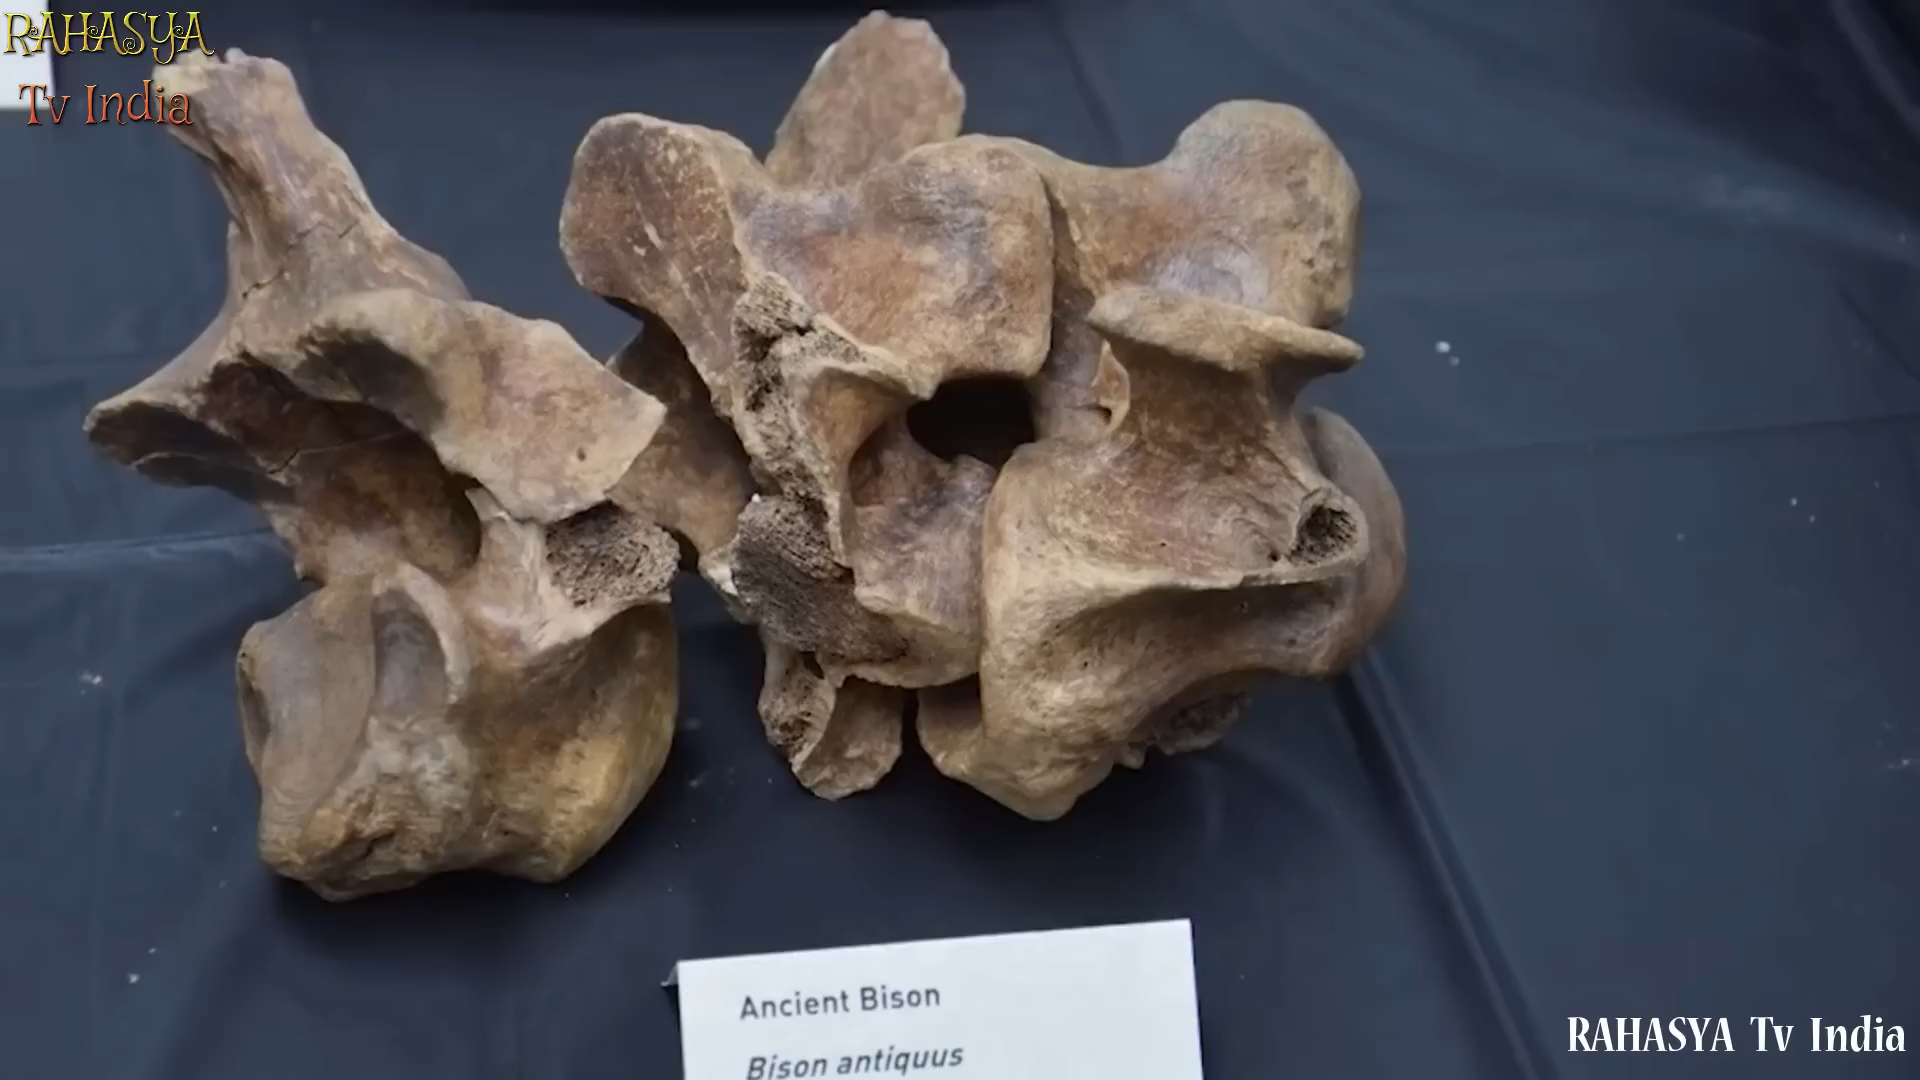 RAHASYA
Tv India
Ancient Bison
Bison antiquus
RAHASYA Tv India